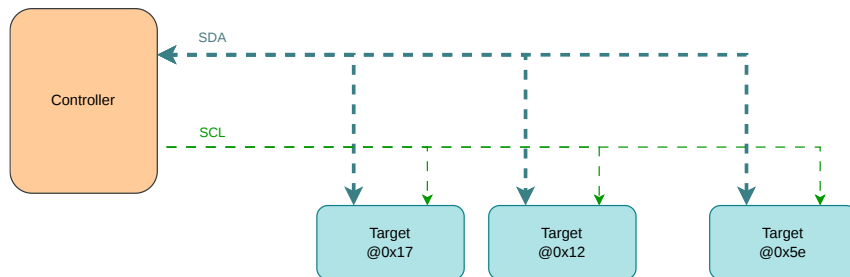 SDA
Controller
SCL
Target
@0x17
Target
@0x12
Target
@0x5e